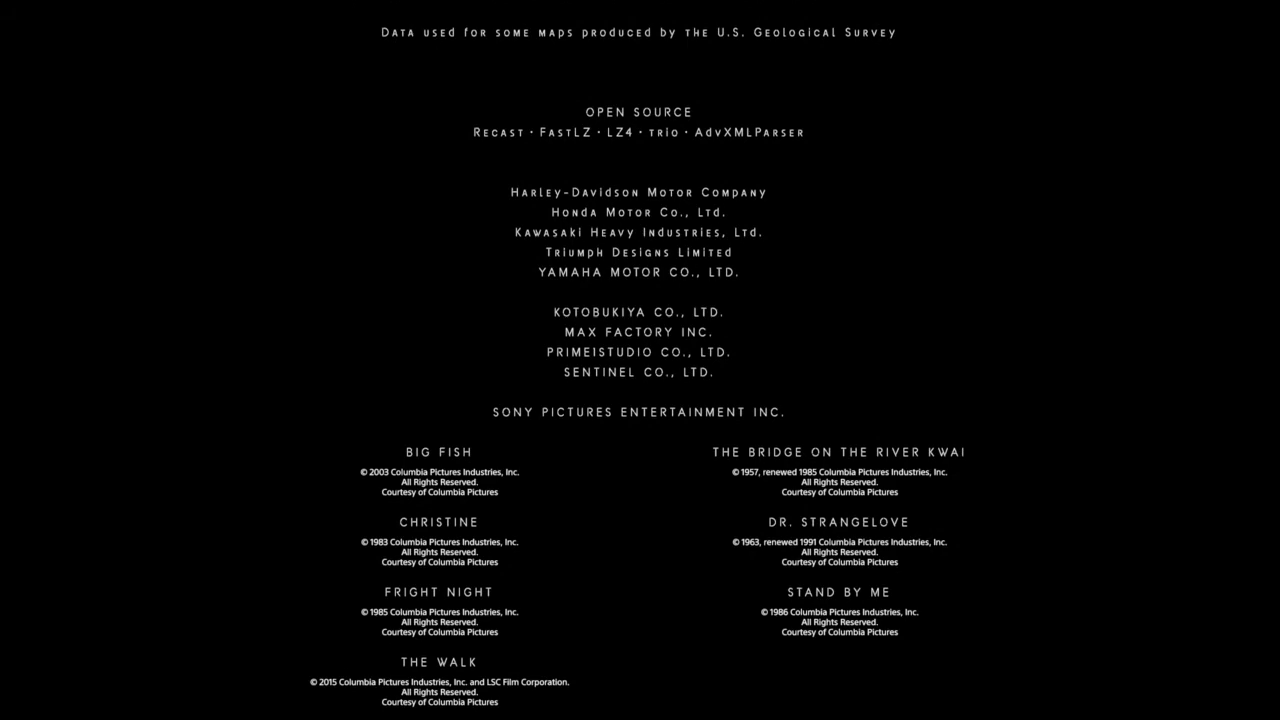 Data used for some maps produced by the U.S. Geological Survey
OPEN SOURCE
Recast · FastLZ · LZ4 · trio · AdvXMLParser
Harley-Davidson Motor Company
Honda Motor Co., Ltd.
Kawasaki Heavy Industries, Ltd.
Triumph Designs Limited
YAMAHA MOTOR CO., LTD.
KOTOBUKIYA CO., LTD.
MAX FACTORY INC.
PRIME1STUDIO CO., LTD.
SENTINEL CO., LTD.
SONY PICTURES ENTERTAINMENT INC.
BIG FISH
© 2003 Columbia Pictures Industries, Inc.
All Rights Reserved.
Courtesy of Columbia Pictures
THE BRIDGE ON THE RIVER KWAI
© 1957, renewed 1985 Columbia Pictures Industries, Inc.
All Rights Reserved.
Courtesy of Columbia Pictures
CHRISTINE
© 1983 Columbia Pictures Industries, Inc.
All Rights Reserved.
Courtesy of Columbia Pictures
DR. STRANGELOVE
© 1963, renewed 1991 Columbia Pictures Industries, Inc.
All Rights Reserved.
Courtesy of Columbia Pictures
FRIGHT NIGHT
© 1985 Columbia Pictures Industries, Inc.
All Rights Reserved.
Courtesy of Columbia Pictures
STAND BY ME
© 1986 Columbia Pictures Industries, Inc.
All Rights Reserved.
Courtesy of Columbia Pictures
THE WALK
© 2015 Columbia Pictures Industries, Inc. and LSC Film Corporation.
All Rights Reserved.
Courtesy of Columbia Pictures